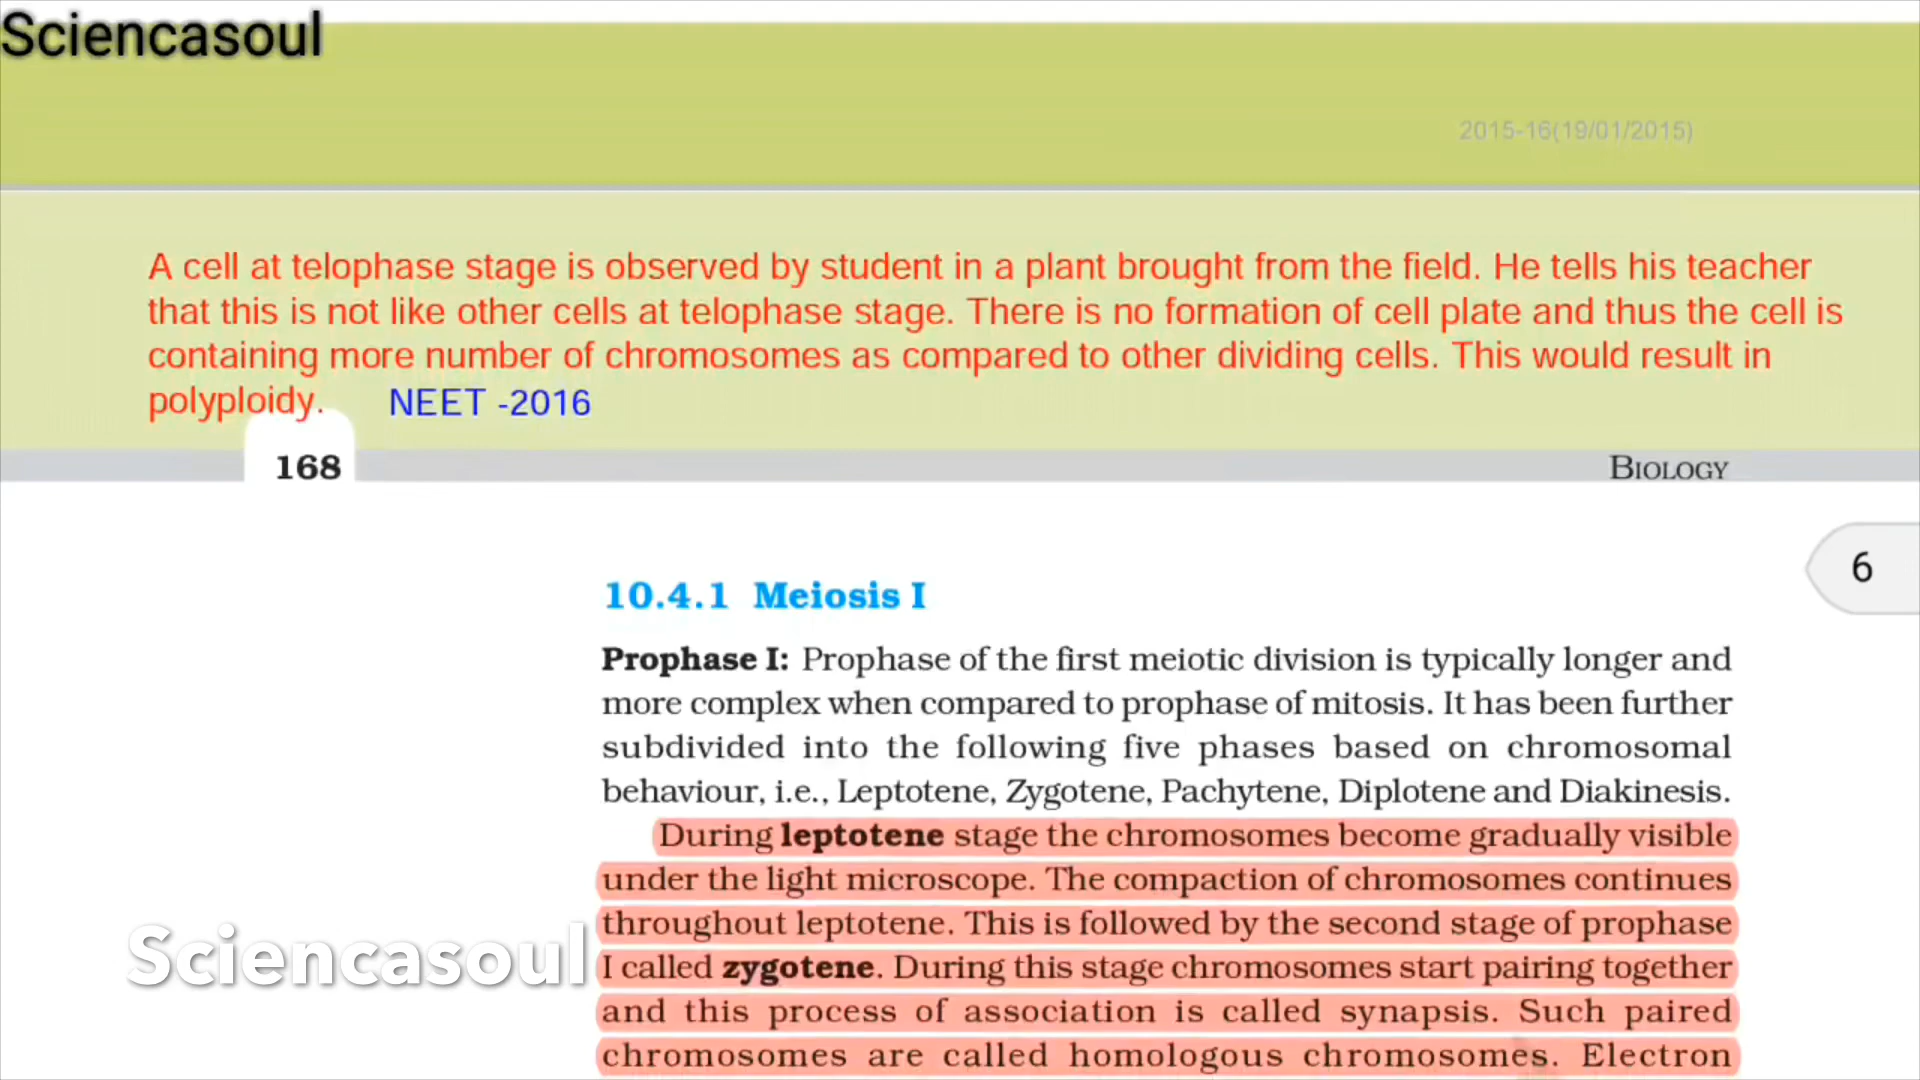 Sciencasoul
2015-16(19/01/2015)
A cell at telophase stage is observed by student in a plant brought from the field. He tells his teacher
that this is not like other cells at telophase stage. There is no formation of cell plate and thus the cell is
containing more number of chromosomes as compared to other dividing cells. This would result in
polyploidy. NEET -2016
168 BIOLOGY
6
10.4.1 Meiosis I
Prophase I: Prophase of the first meiotic division is typically longer and
more complex when compared to prophase of mitosis. It has been further
subdivided into the following five phases based on chromosomal
behaviour, i.e., Leptotene, Zygotene, Pachytene, Diplotene and Diakinesis.
During leptotene stage the chromosomes become gradually visible
under the light microscope. The compaction of chromosomes continues
throughout leptotene. This is followed by the second stage of prophase
I called zygotene. During this stage chromosomes start pairing together
and this process of association is called synapsis. Such paired
chromosomes are called homologous chromosomes. Electron
Sciencasoul